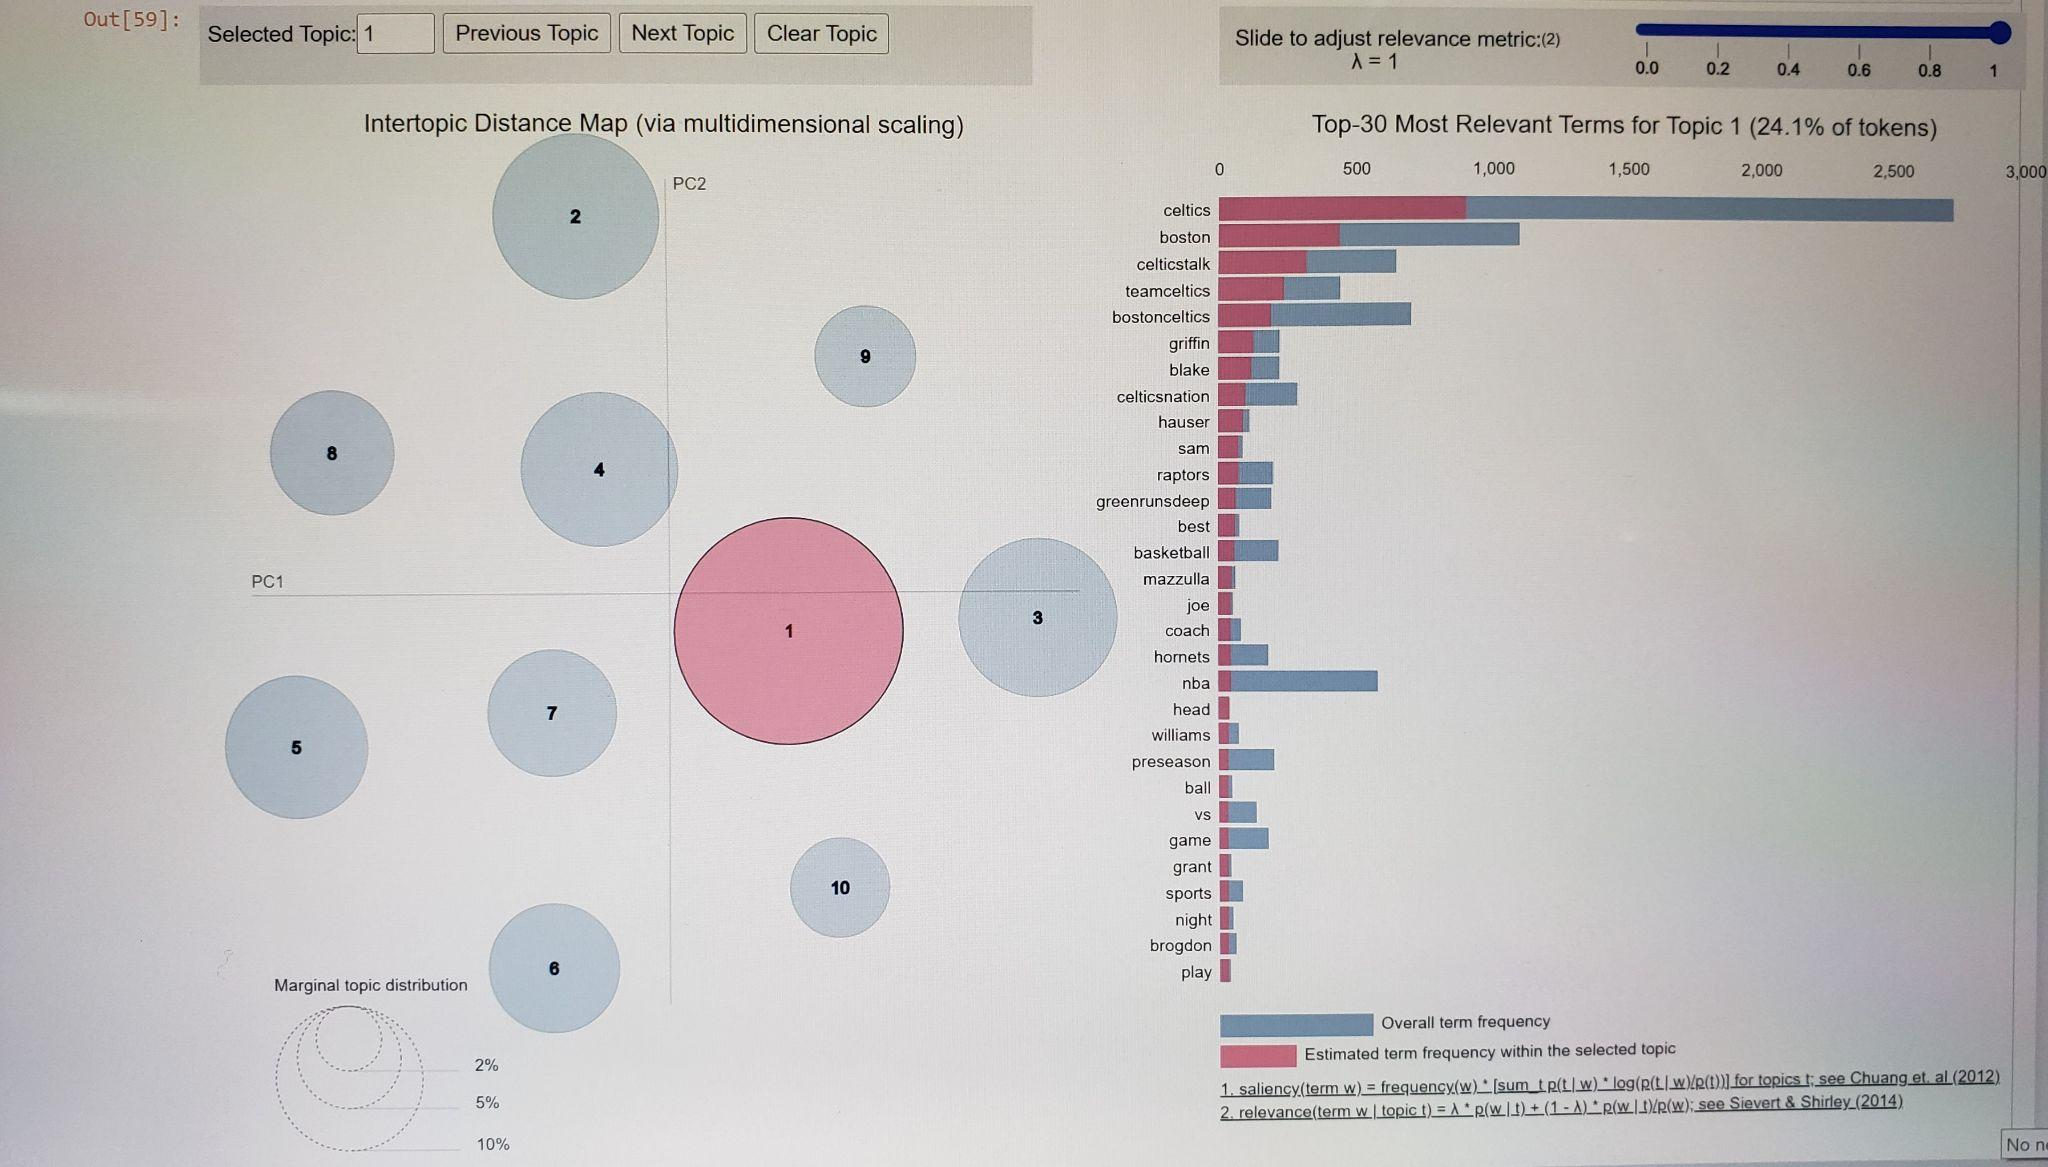 Out[59]:
Selected Topic: 1 Previous Topic Next Topic Clear Topic
Slide to adjust relevance metric:(2)
λ = 1
0.0 0.2 0.4 0.6 0.8 1
Intertopic Distance Map (via multidimensional scaling)
PC2
2
9
8
4
PC1
1
3
7
5
10
6
Marginal topic distribution
2%
5%
10%
Top-30 Most Relevant Terms for Topic 1 (24.1% of tokens)
0 500 1,000 1,500 2,000 2,500 3,000
celtics
boston
celticstalk
teamceltics
bostonceltics
griffin
blake
celticsnation
hauser
sam
raptors
greenrunsdeep
best
basketball
mazzulla
joe
coach
hornets
nba
head
williams
preseason
ball
vs
game
grant
sports
night
brogdon
play
Overall term frequency
Estimated term frequency within the selected topic
1. saliency(term w) = frequency(w) * [sum_t p(t | w) * log(p(t | w)/p(t))] for topics t; see Chuang et. al (2012)
2. relevance(term w | topic t) = λ * p(w | t) + (1 - λ) * p(w | t)/p(w); see Sievert & Shirley (2014)
No